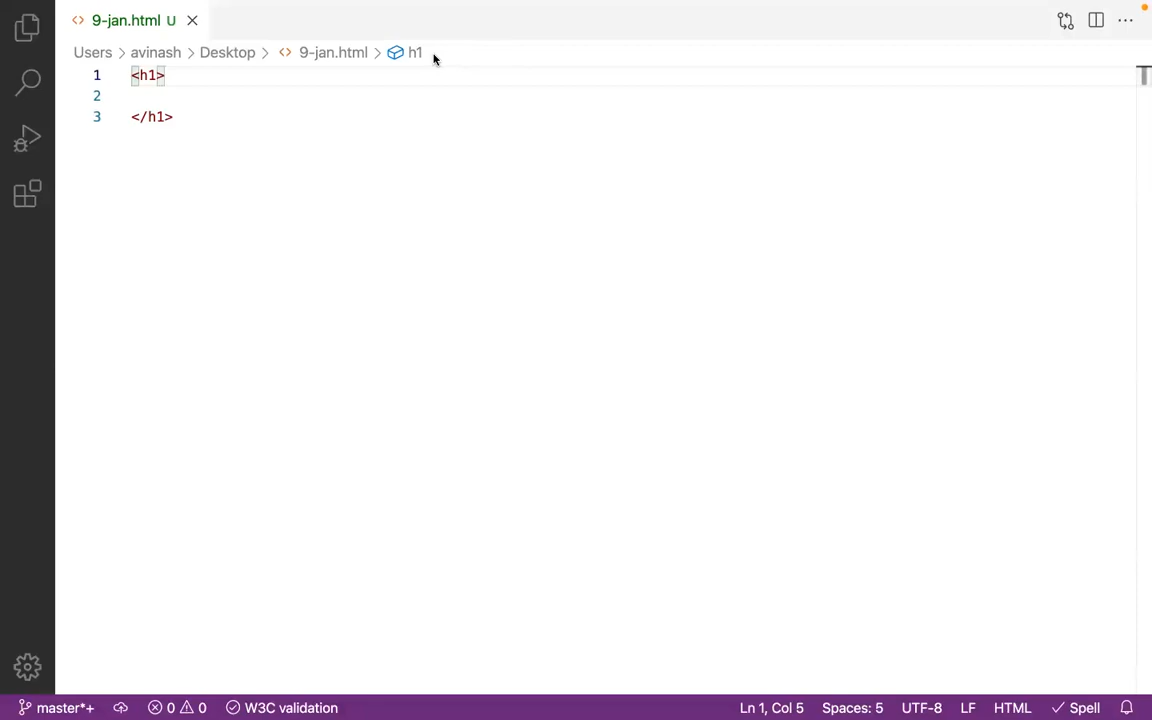 9-jan.html U
Users > avinash > Desktop > 9-jan.html > h1
1 <h1>
2
3 </h1>
master*+ 0 0 W3C validation Ln 1, Col 5 Spaces: 5 UTF-8 LF HTML Spell